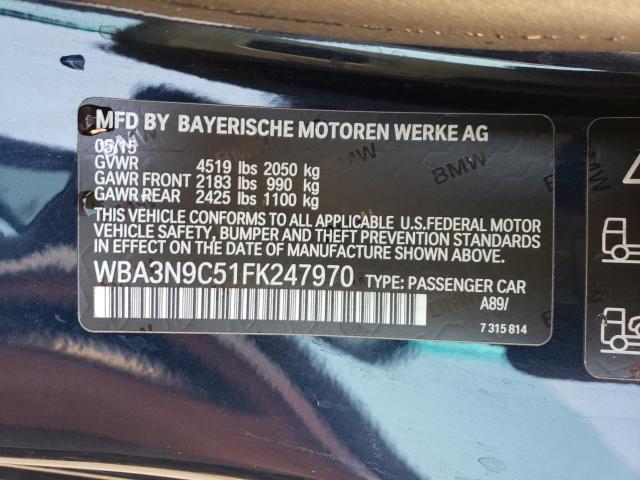 MFD BY BAYERISCHE MOTOREN WERKE AG
05/15
GVWR 4519 lbs 2050 kg
GAWR FRONT 2183 lbs 990 kg
GAWR REAR 2425 lbs 1100 kg
THIS VEHICLE CONFORMS TO ALL APPLICABLE U.S.FEDERAL MOTOR
VEHICLE SAFETY, BUMPER AND THEFT PREVENTION STANDARDS
IN EFFECT ON THE DATE OF MANUFACTURE SHOWN ABOVE.
WBA3N9C51FK247970 TYPE: PASSENGER CAR
A89/
7 315 814